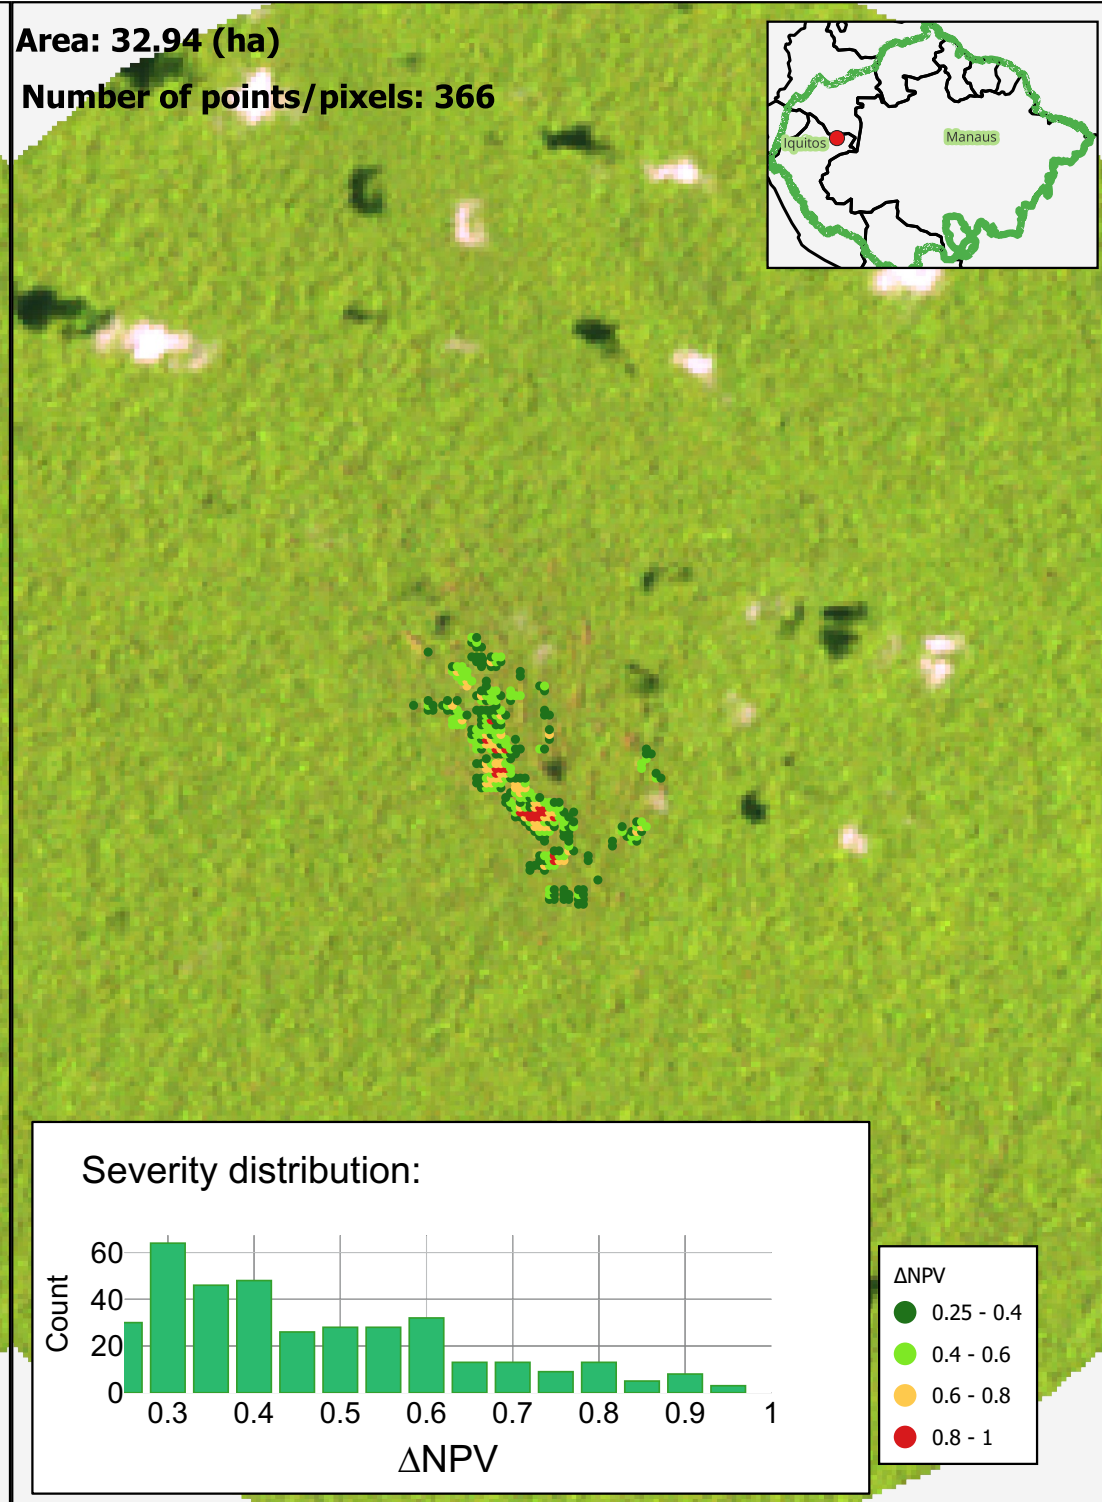 Area: 32.94 (ha)
Number of points/pixels: 366
Iquitos
Manaus
Severity distribution:
Count
60
40
20
0
0.3 0.4 0.5 0.6 0.7 0.8 0.9 1
ΔNPV
ΔNPV
0.25 - 0.4
0.4 - 0.6
0.6 - 0.8
0.8 - 1